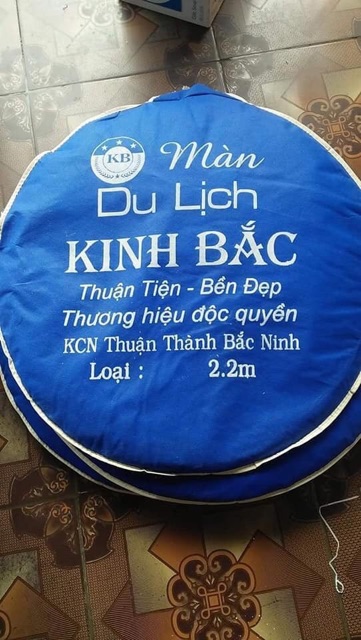 KB
Màn
Du Lịch
KINH BẮC
Thuận Tiện - Bền Đẹp
Thương hiệu độc quyền
KCN Thuận Thành Bắc Ninh
Loại : 2.2m